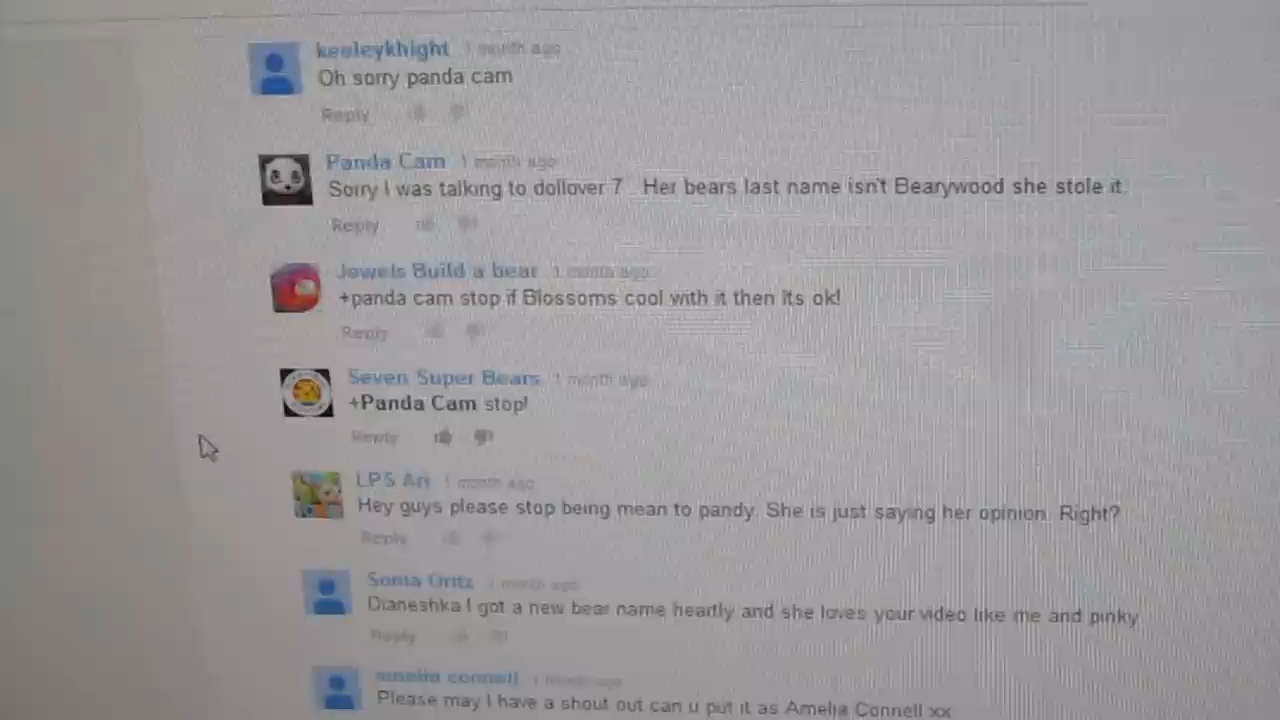 keeleykhight 1 month ago
Oh sorry panda cam
Reply
Panda Cam 1 month ago
Sorry I was talking to dollover 7 . Her bears last name isn't Bearywood she stole it.
Reply
Jewels Build a bear 1 month ago
+panda cam stop if Blossoms cool with it then its ok!
Reply
Seven Super Bears 1 month ago
+Panda Cam stop!
Reply
LPS Ari 1 month ago
Hey guys please stop being mean to pandy. She is just saying her opinion. Right?
Reply
Sonia Oritz 1 month ago
Dianeshka I got a new bear name heartly and she loves your video like me and pinky
Reply
amelia connell 1 month ago
Please may I have a shout out can u put it as Amelia Connell xx